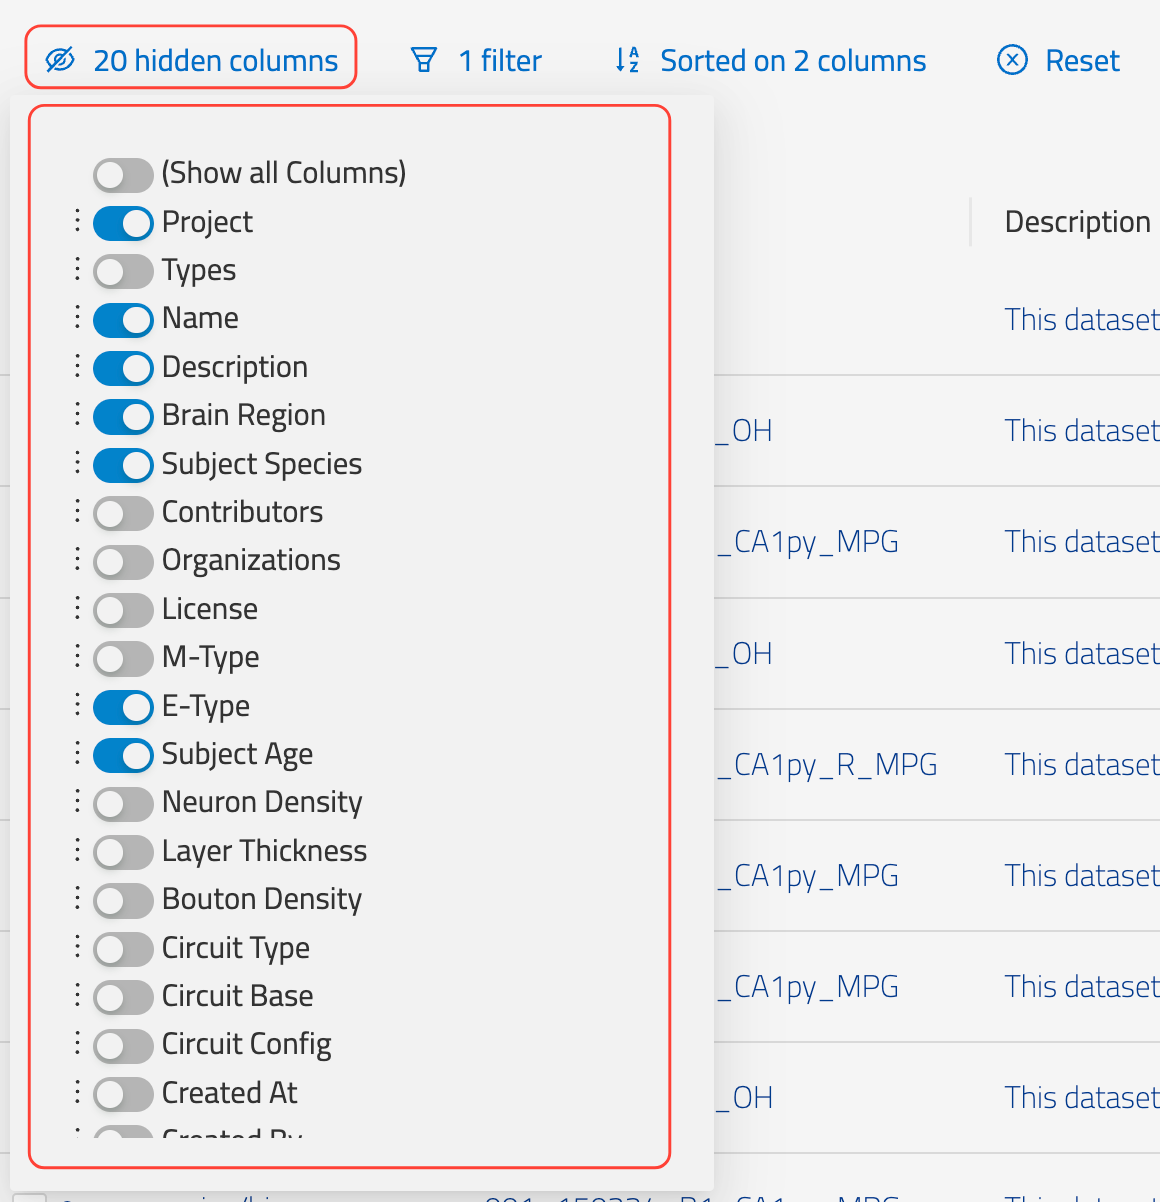 20 hidden columns 1 filter Sorted on 2 columns Reset
(Show all Columns)
Project
Types
Name
Description
Brain Region
Subject Species
Contributors
Organizations
License
M-Type
E-Type
Subject Age
Neuron Density
Layer Thickness
Bouton Density
Circuit Type
Circuit Base
Circuit Config
Created At
Created By
Description
This dataset
_OH This dataset
_CA1py_MPG This dataset
_OH This dataset
_CA1py_R_MPG This dataset
_CA1py_MPG This dataset
_CA1py_MPG This dataset
_OH This dataset